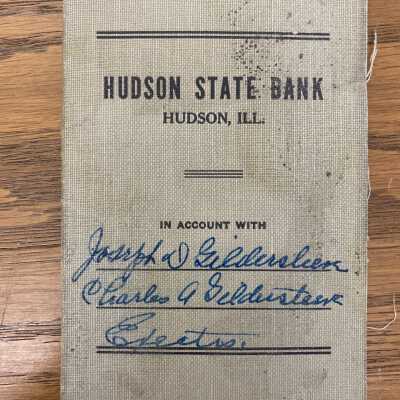 HUDSON STATE BANK
HUDSON, ILL.
IN ACCOUNT WITH
Joseph D Gildersleeve
Charles A Gildersleeve